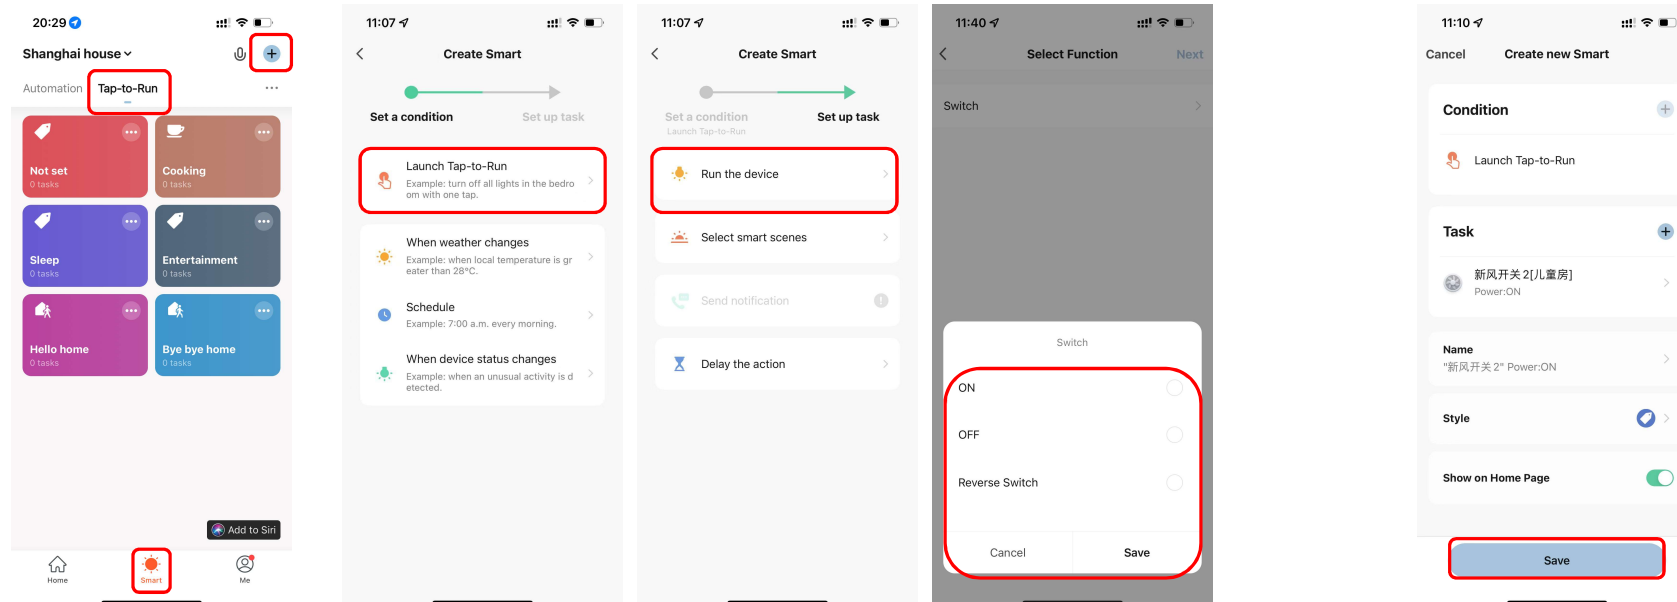 20:29
Shanghai house
Automation
Tap-to-Run
Not set
0 tasks
Cooking
0 tasks
Sleep
0 tasks
Entertainment
0 tasks
Hello home
0 tasks
Bye bye home
0 tasks
Add to Siri
Home
Smart
Me
11:07
Create Smart
Set a condition
Set up task
Launch Tap-to-Run
Example: turn off all lights in the bedro
om with one tap.
When weather changes
Example: when local temperature is gr
eater than 28°C.
Schedule
Example: 7:00 a.m. every morning.
When device status changes
Example: when an unusual activity is d
etected.
11:07
Create Smart
Set a condition
Launch Tap-to-Run
Set up task
Run the device
Select smart scenes
Send notification
Delay the action
11:40
Select Function
Next
Switch
Switch
ON
OFF
Reverse Switch
Cancel
Save
11:10
Cancel
Create new Smart
Condition
Launch Tap-to-Run
Task
新风开关2[儿童房]
Power:ON
Name
"新风开关2" Power:ON
Style
Show on Home Page
Save